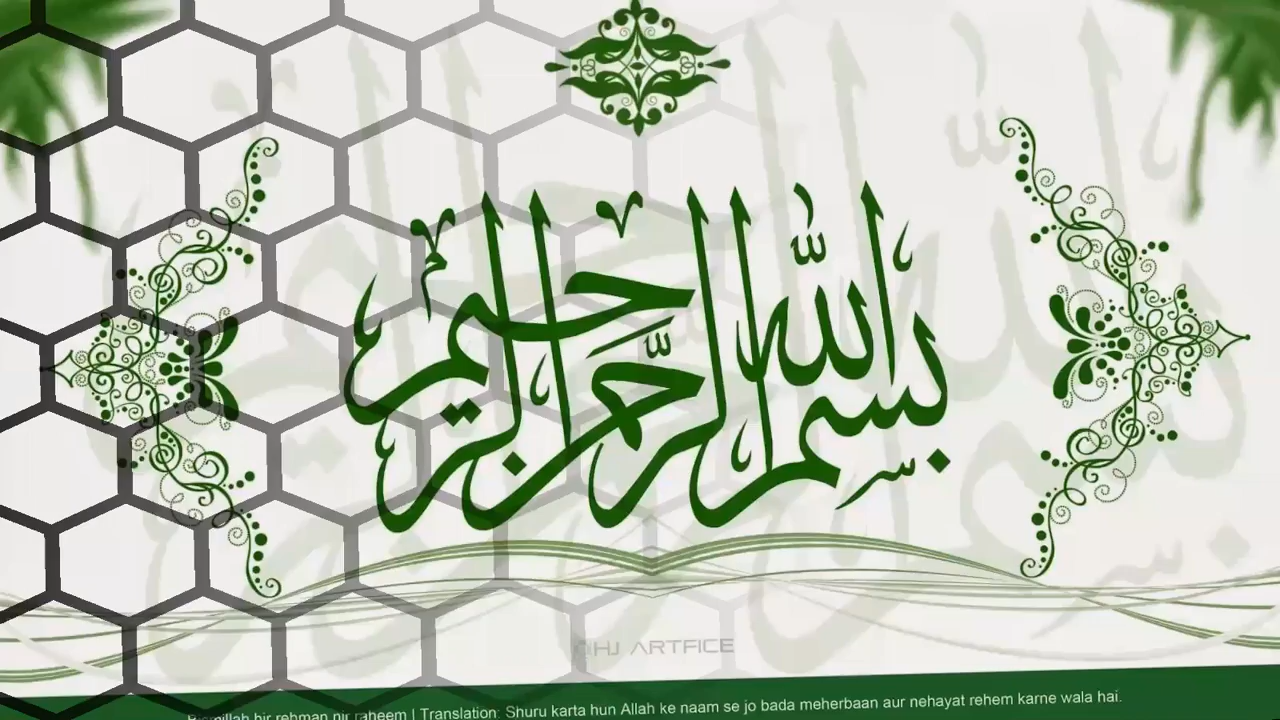 بسم الله الرحمن الرحيم
HJ ARTFICE
Bismillah hir rehman nir raheem | Translation: Shuru karta hun Allah ke naam se jo bada meherbaan aur nehayat rehem karne wala hai.